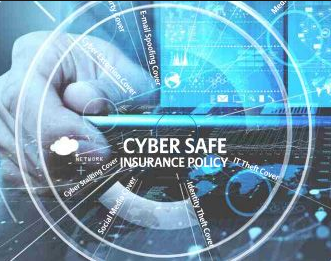 E-mail Spoofing Cover
CYBER SAFE
INSURANCE POLICY
NETWORK
Cyber Stalking Cover
IT Theft Cover
Social Media Cover
Identity Theft Cover